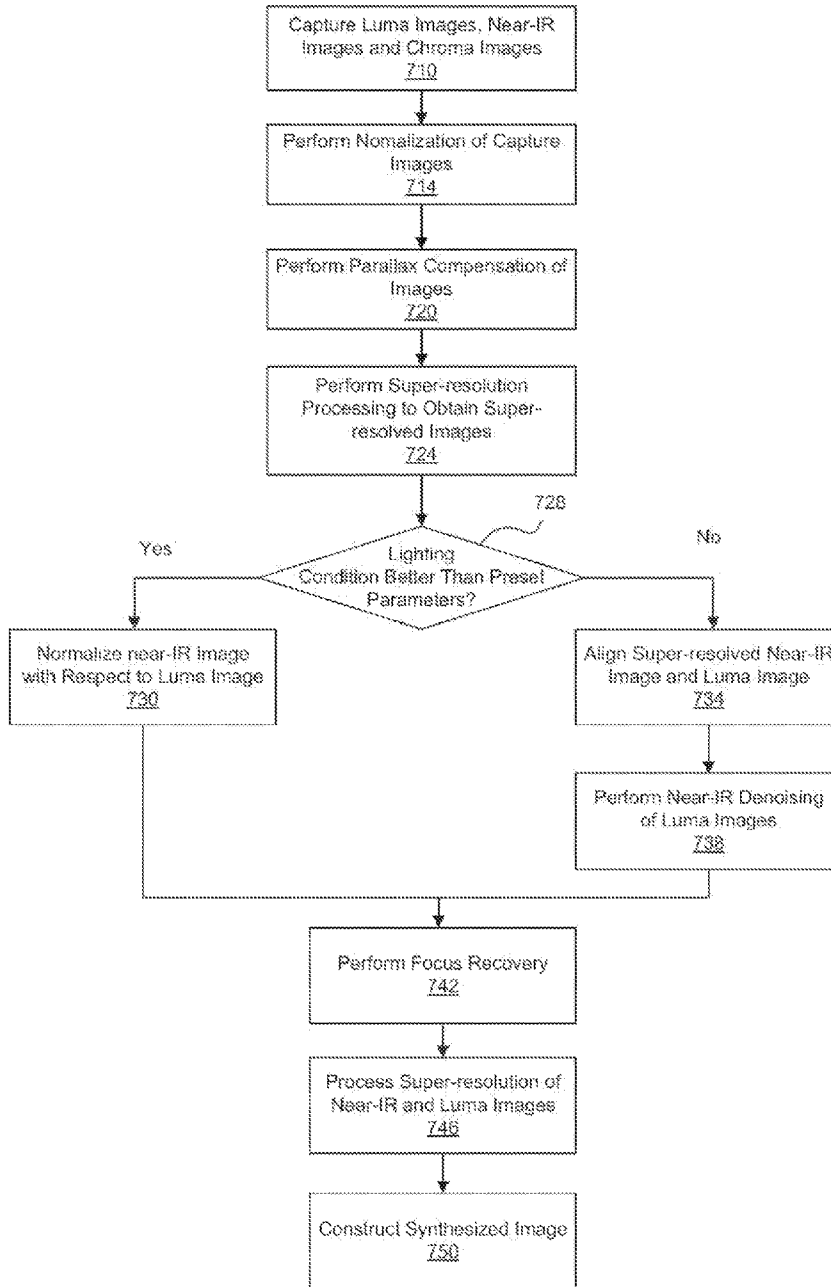 Capture Luma Images, Near-IR
Images and Chroma Images
710
Perform Nomalization of Capture
Images
714
Perform Parallax Compensation of
Images
720
Perform Super-resolution
Processing to Obtain Super-
resolved Images
724
728
Yes
No
Lighting
Condition Better Than Preset
Parameters?
Normalize near-IR Image
with Respect to Luma Image
730
Align Super-resolved Near-IR
Image and Luma Image
734
Perform Near-IR Denoising
of Luma Images
738
Perform Focus Recovery
742
Process Super-resolution of
Near-IR and Luma Images
746
Construct Synthesized Image
750